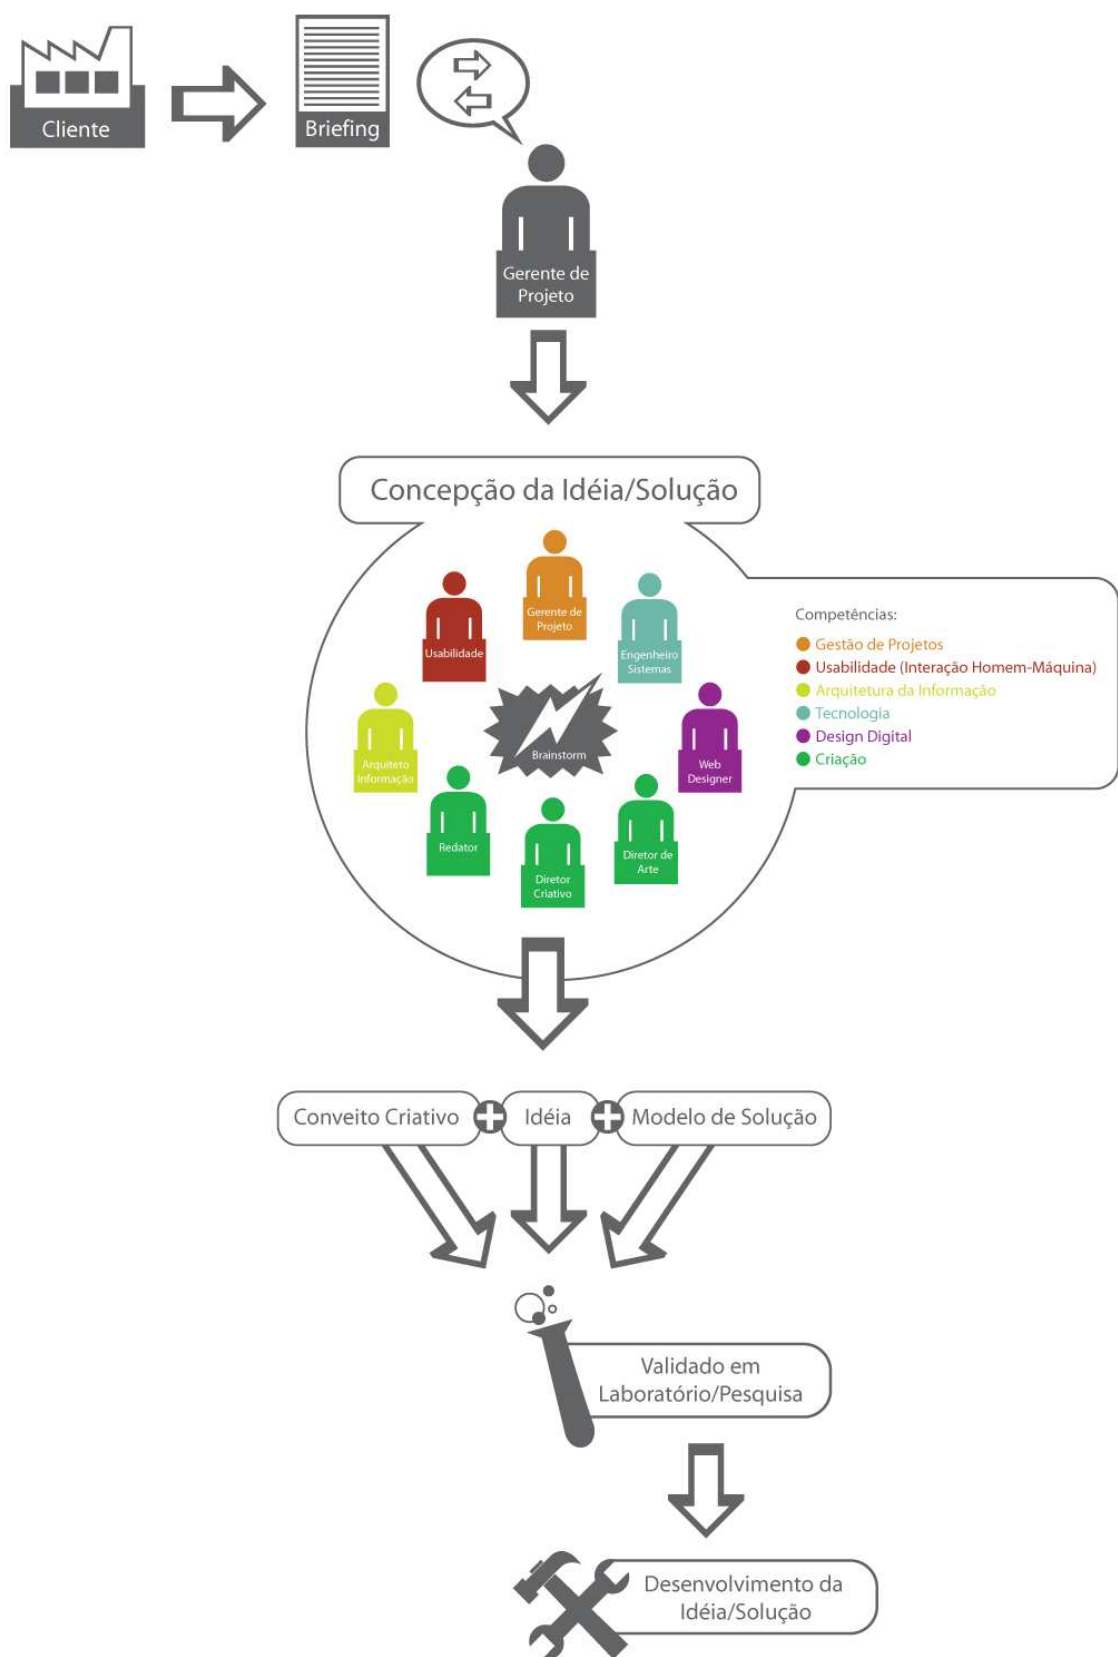 Cliente
Briefing
Gerente de
Projeto
Concepção da Idéia/Solução
Gerente de
Projeto
Usabilidade
Engenheiro
Sistemas
Arquiteto
Informação
Brainstorm
Web
Designer
Redator
Diretor
Criativo
Diretor de
Arte
Competências:
Gestão de Projetos
Usabilidade (Interação Homem-Máquina)
Arquitetura da Informação
Tecnologia
Design Digital
Criação
Conveito Criativo
Idéia
Modelo de Solução
Validado em
Laboratório/Pesquisa
Desenvolvimento da
Idéia/Solução